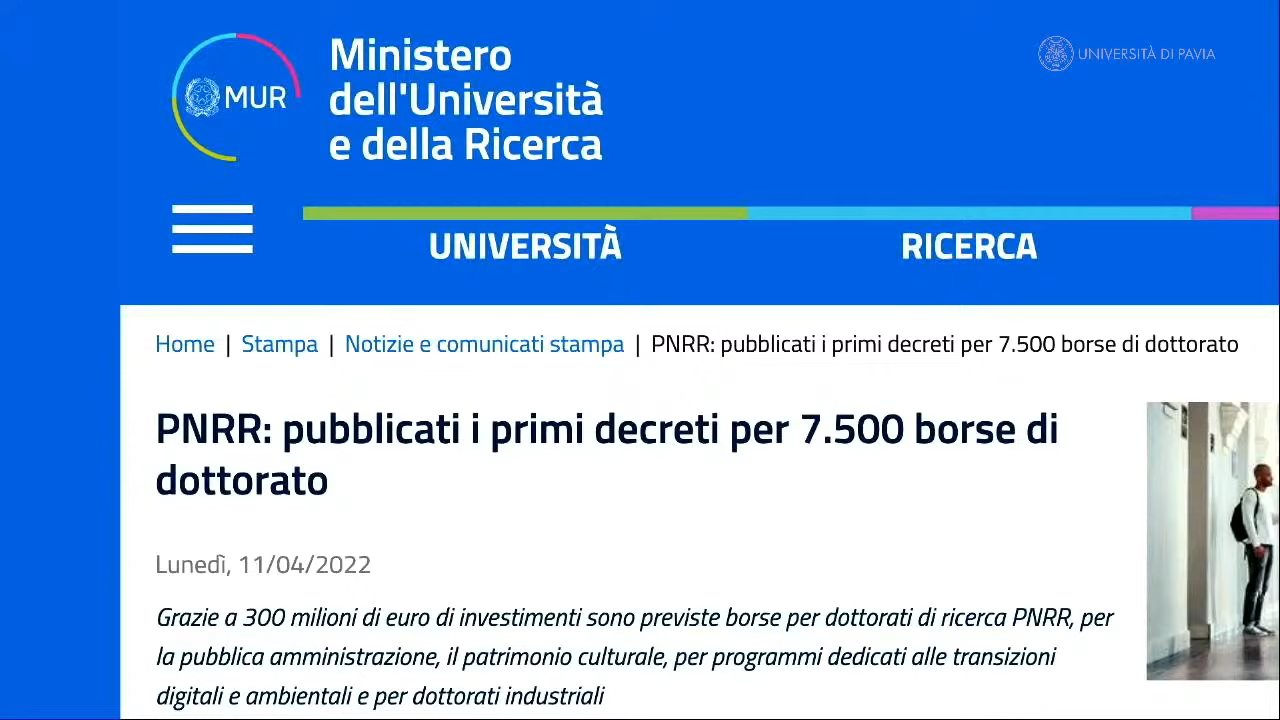 MUR
Ministero
dell'Università
e della Ricerca
UNIVERSITÀ DI PAVIA
UNIVERSITÀ
RICERCA
Home | Stampa | Notizie e comunicati stampa | PNRR: pubblicati i primi decreti per 7.500 borse di dottorato
PNRR: pubblicati i primi decreti per 7.500 borse di
dottorato
Lunedì, 11/04/2022
Grazie a 300 milioni di euro di investimenti sono previste borse per dottorati di ricerca PNRR, per
la pubblica amministrazione, il patrimonio culturale, per programmi dedicati alle transizioni
digitali e ambientali e per dottorati industriali